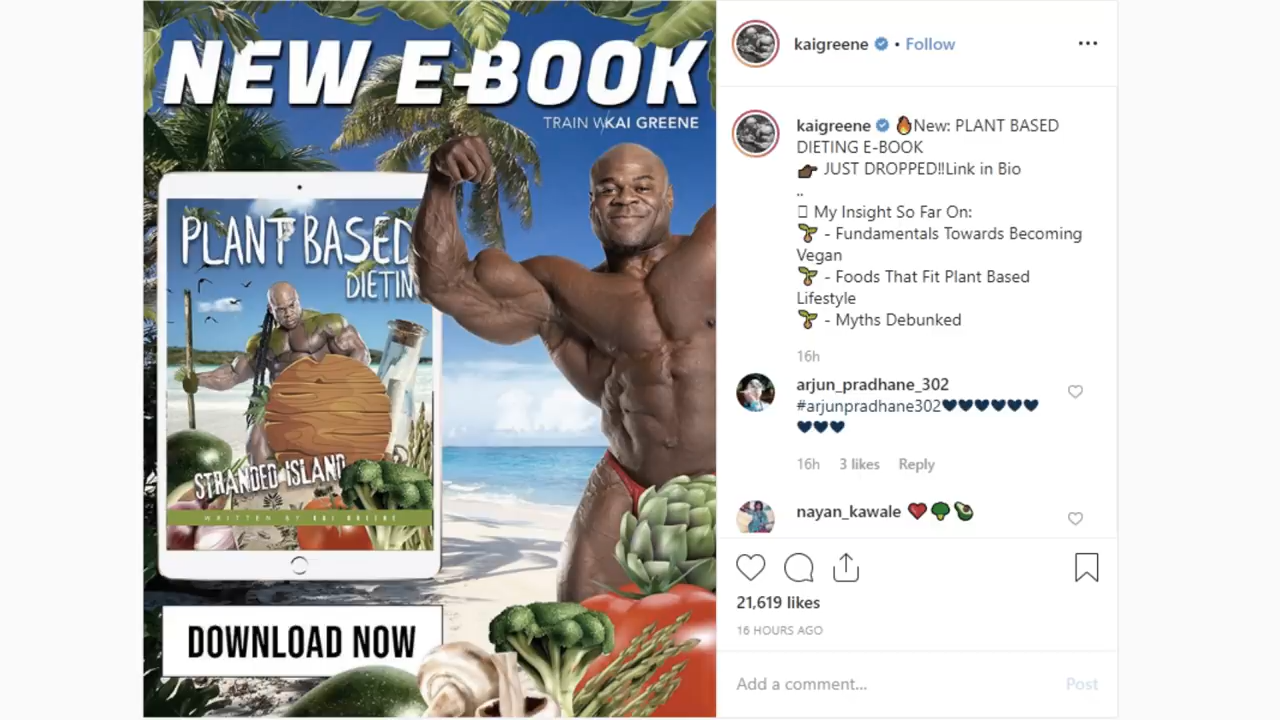 NEW E-BOOK
TRAIN W/KAI GREENE
PLANT BASED
DIETIN
STRANDED ISLAND
WRITTEN BY KAI GREENE
DOWNLOAD NOW
kaigreene • Follow
kaigreene 🔥New: PLANT BASED
DIETING E-BOOK
👉🏿 JUST DROPPED‼Link in Bio
..
▯ My Insight So Far On:
🌱 - Fundamentals Towards Becoming
Vegan
🌱 - Foods That Fit Plant Based
Lifestyle
🌱 - Myths Debunked
16h
arjun_pradhane_302
#arjunpradhane302🖤🖤🖤🖤🖤🖤
🖤🖤🖤
16h 3 likes Reply
nayan_kawale ❤️🥦🥑
21,619 likes
16 HOURS AGO
Add a comment... Post